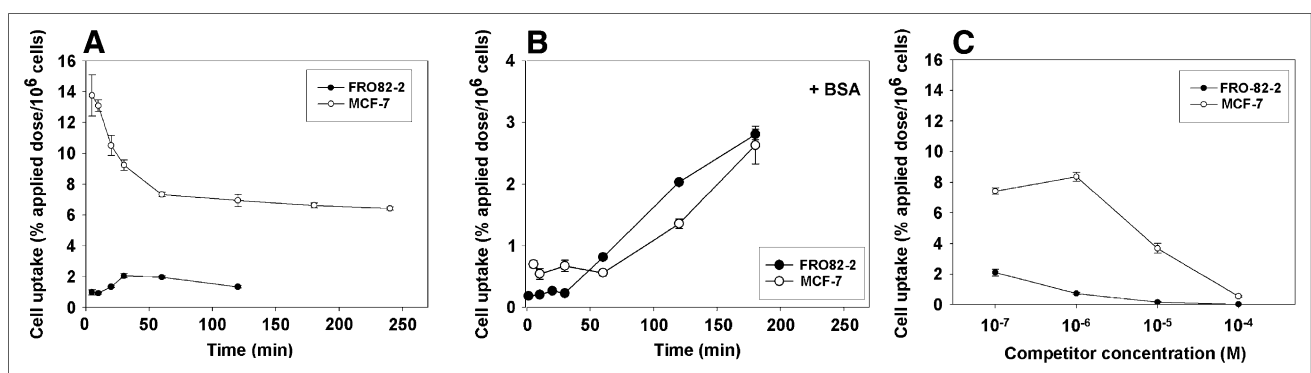 A
Cell uptake (% applied dose/10⁶ cells)
16
14
12
10
8
6
4
2
0
0 50 100 150 200 250
Time (min)
FRO82-2
MCF-7
B
Cell uptake (% applied dose/10⁶ cells)
4
3
2
1
0
0 50 100 150 200 250
Time (min)
+ BSA
FRO82-2
MCF-7
C
Cell uptake (% applied dose/10⁶ cells)
16
14
12
10
8
6
4
2
0
10⁻⁷ 10⁻⁶ 10⁻⁵ 10⁻⁴
Competitor concentration (M)
FRO-82-2
MCF-7